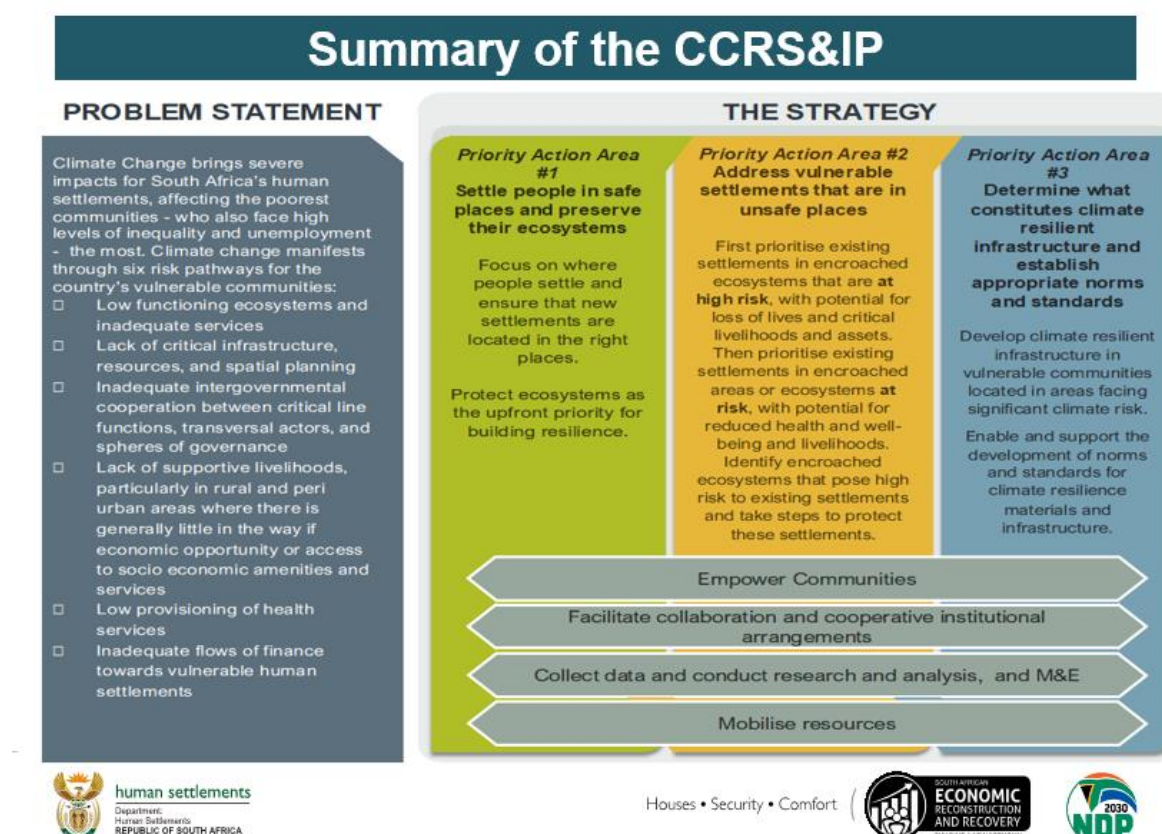 Summary of the CCRS&IP
PROBLEM STATEMENT
Climate Change brings severe
impacts for South Africa's human
settlements, affecting the poorest
communities - who also face high
levels of inequality and unemployment
- the most. Climate change manifests
through six risk pathways for the
country's vulnerable communities:
□ Low functioning ecosystems and
inadequate services
□ Lack of critical infrastructure,
resources, and spatial planning
□ Inadequate intergovernmental
cooperation between critical line
functions, transversal actors, and
spheres of governance
□ Lack of supportive livelihoods,
particularly in rural and peri
urban areas where there is
generally little in the way if
economic opportunity or access
to socio economic amenities and
services
□ Low provisioning of health
services
□ Inadequate flows of finance
towards vulnerable human
settlements
THE STRATEGY
Priority Action Area
#1
Settle people in safe
places and preserve
their ecosystems
Focus on where
people settle and
ensure that new
settlements are
located in the right
places.
Protect ecosystems as
the upfront priority for
building resilience.
Priority Action Area #2
Address vulnerable
settlements that are in
unsafe places
First prioritise existing
settlements in encroached
ecosystems that are at
high risk, with potential for
loss of lives and critical
livelihoods and assets.
Then prioritise existing
settlements in encroached
areas or ecosystems at
risk, with potential for
reduced health and well-
being and livelihoods.
Identify encroached
ecosystems that pose high
risk to existing settlements
and take steps to protect
these settlements.
Priority Action Area
#3
Determine what
constitutes climate
resilient
infrastructure and
establish
appropriate norms
and standards
Develop climate resilient
infrastructure in
vulnerable communities
located in areas facing
significant climate risk.
Enable and support the
development of norms
and standards for
climate resilience
materials and
infrastructure.
Empower Communities
Facilitate collaboration and cooperative institutional
arrangements
Collect data and conduct research and analysis, and M&E
Mobilise resources
human settlements
Department:
Human Settlements
REPUBLIC OF SOUTH AFRICA
Houses • Security • Comfort
SOUTH AFRICAN
ECONOMIC
RECONSTRUCTION
AND RECOVERY
2030
NDP